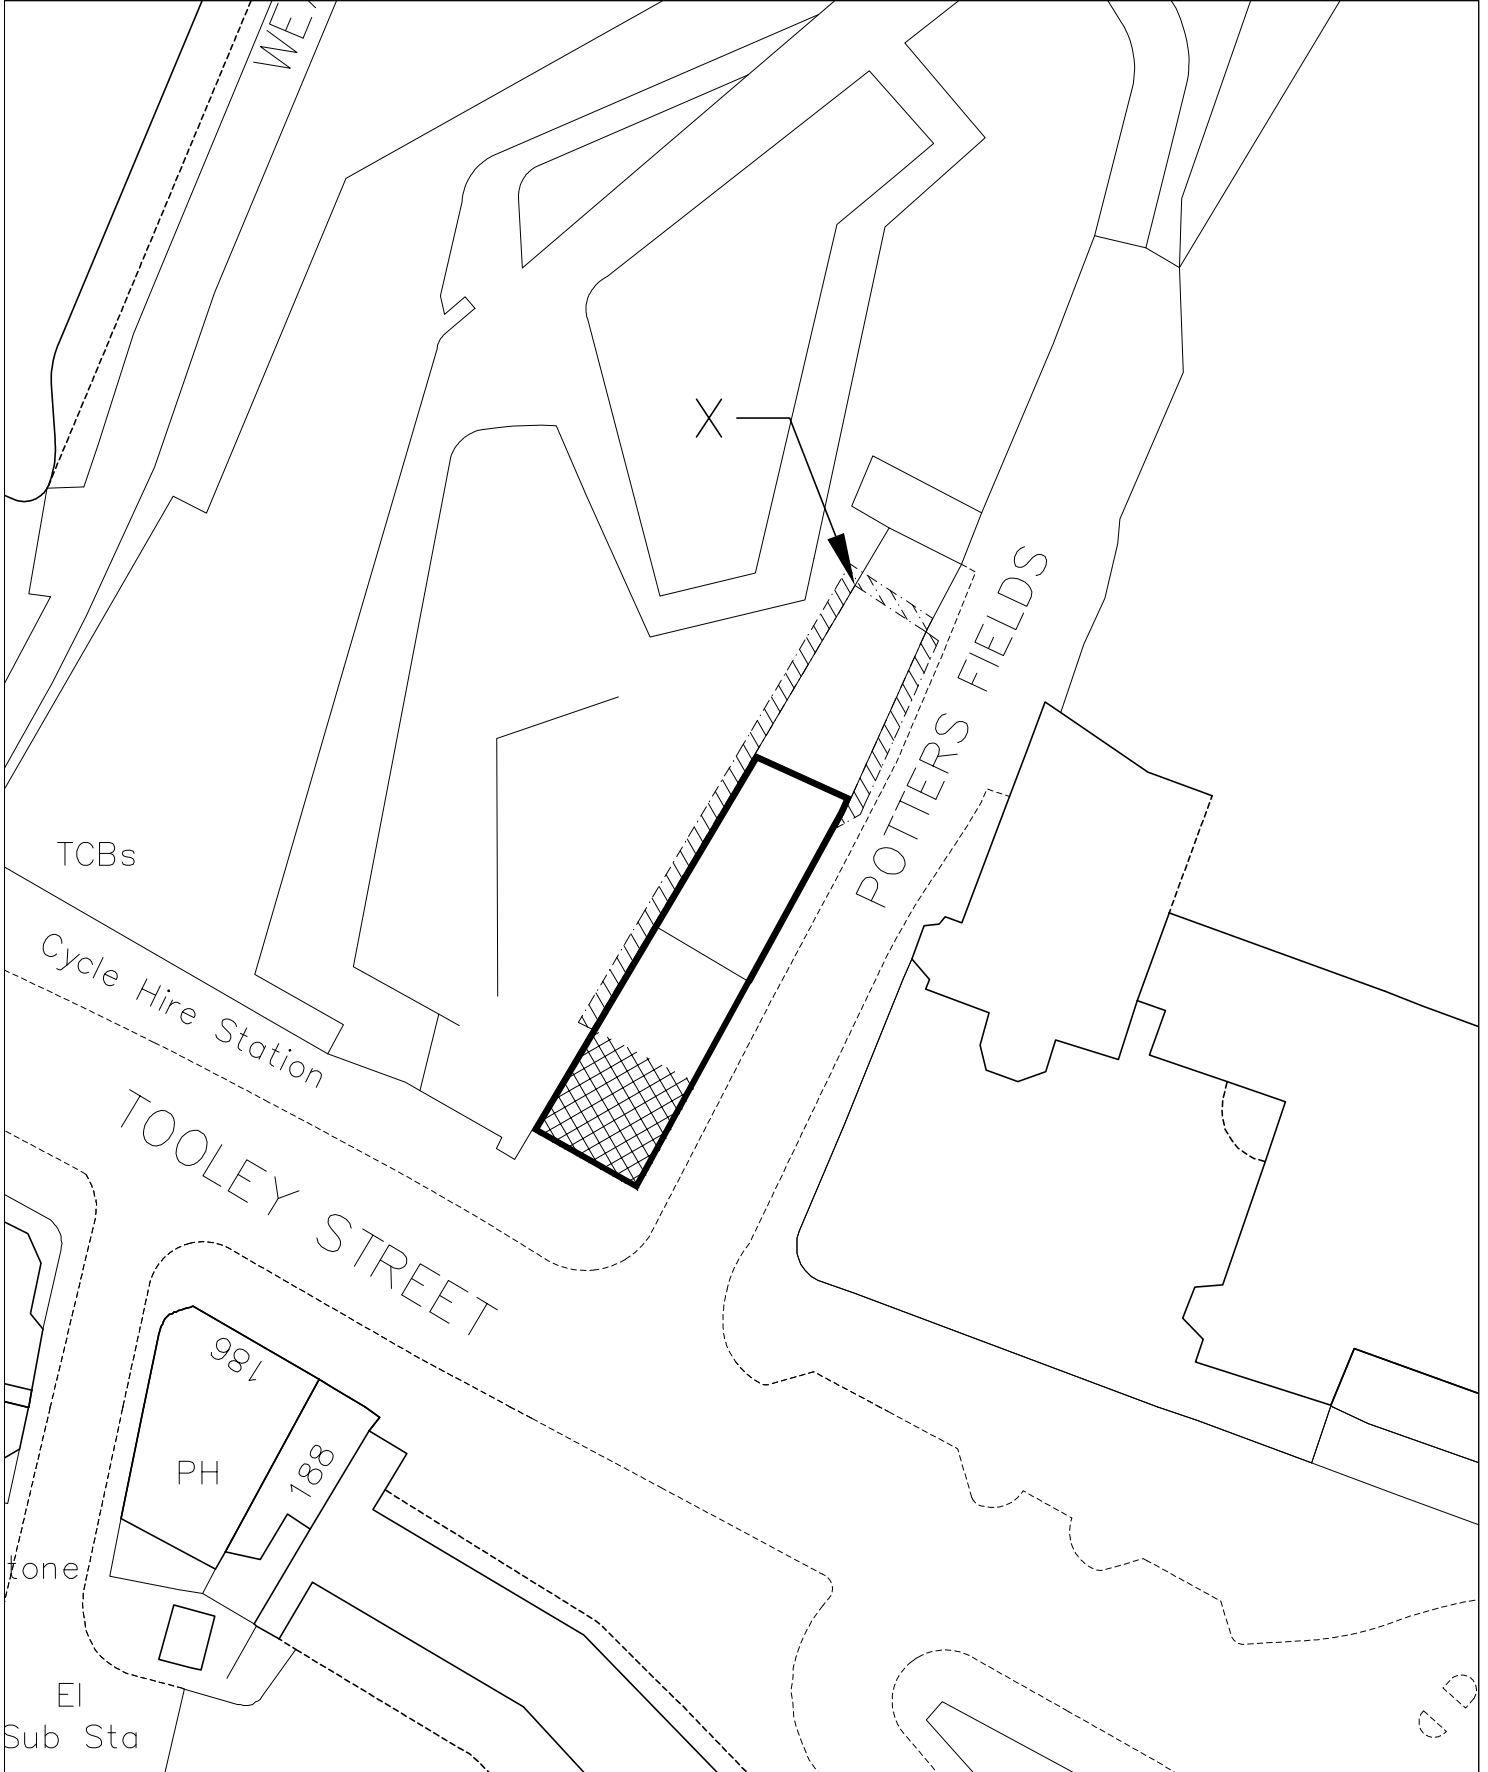 X
POTTERS FIELDS
TCBs
Cycle Hire Station
TOOLEY STREET
186
PH
188
tone
El
Sub Sta